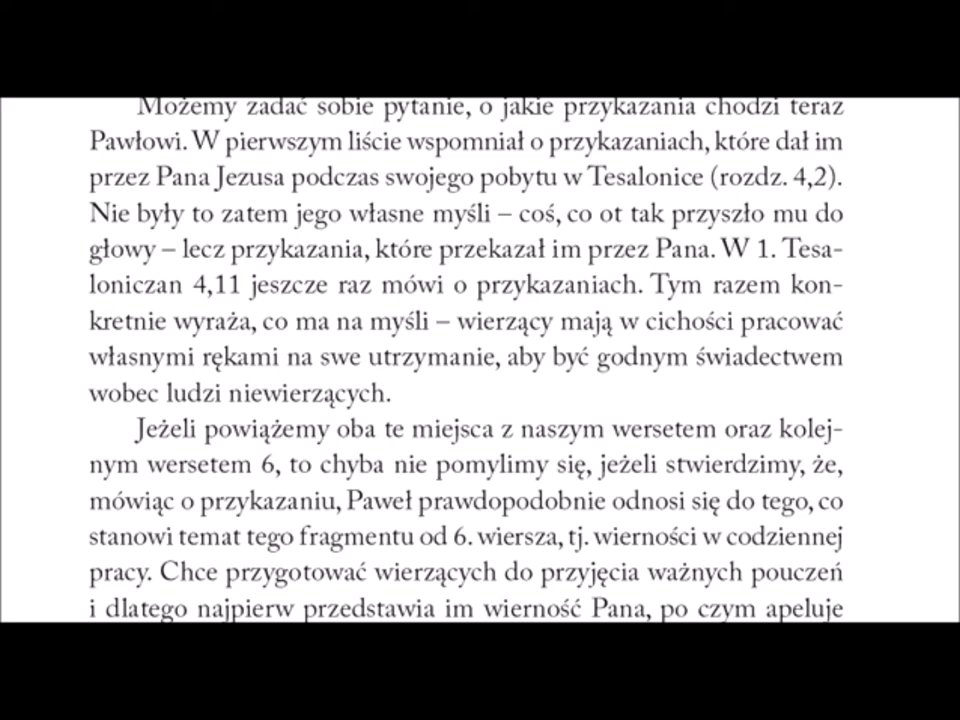 Możemy zadać sobie pytanie, o jakie przykazania chodzi teraz
Pawłowi. W pierwszym liście wspomniał o przykazaniach, które dał im
przez Pana Jezusa podczas swojego pobytu w Tesalonice (rozdz. 4,2).
Nie były to zatem jego własne myśli – coś, co ot tak przyszło mu do
głowy – lecz przykazania, które przekazał im przez Pana. W 1. Tesa-
loniczan 4,11 jeszcze raz mówi o przykazaniach. Tym razem kon-
kretnie wyraża, co ma na myśli – wierzący mają w cichości pracować
własnymi rękami na swe utrzymanie, aby być godnym świadectwem
wobec ludzi niewierzących.
Jeżeli powiążemy oba te miejsca z naszym wersetem oraz kolej-
nym wersetem 6, to chyba nie pomylimy się, jeżeli stwierdzimy, że,
mówiąc o przykazaniu, Paweł prawdopodobnie odnosi się do tego, co
stanowi temat tego fragmentu od 6. wiersza, tj. wierności w codziennej
pracy. Chce przygotować wierzących do przyjęcia ważnych pouczeń
i dlatego najpierw przedstawia im wierność Pana, po czym apeluje